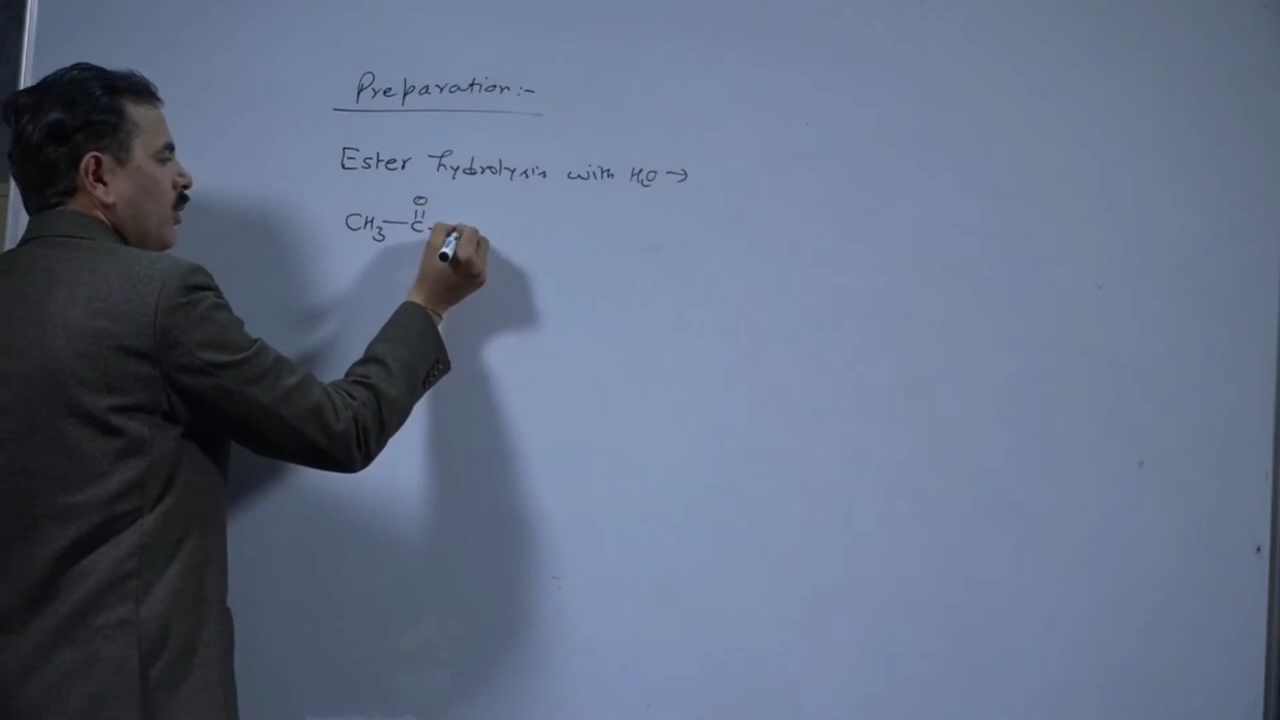 Preparation:-
Ester hydrolysis with H2O →
O
CH3—C-